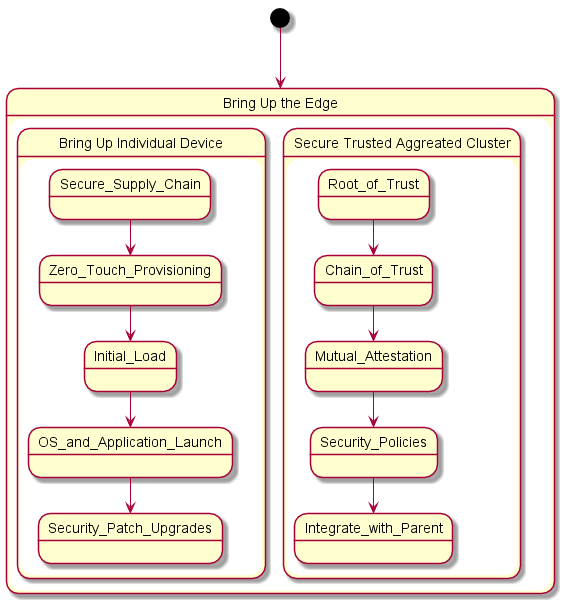 Bring Up the Edge
Bring Up Individual Device
Secure_Supply_Chain
Zero_Touch_Provisioning
Initial_Load
OS_and_Application_Launch
Security_Patch_Upgrades
Secure Trusted Aggreated Cluster
Root_of_Trust
Chain_of_Trust
Mutual_Attestation
Security_Policies
Integrate_with_Parent